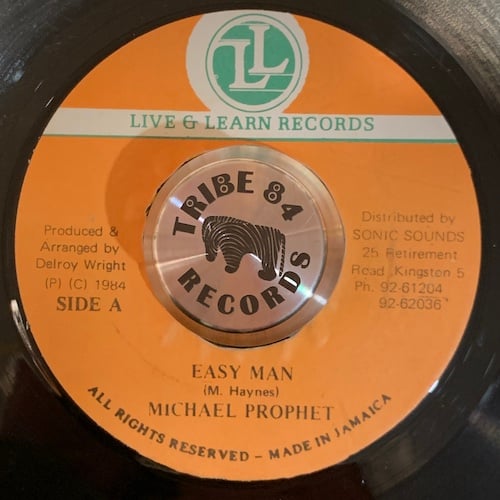 LL
LIVE & LEARN RECORDS
TRIBE 84
RECORDS
Produced &
Arranged by
Delroy Wright
(P) (C) 1984
SIDE A
Distributed by
SONIC SOUNDS
25 Retirement
Road Kingston 5
Ph. 92-61204
92-62036
EASY MAN
(M. Haynes)
MICHAEL PROPHET
ALL RIGHTS RESERVED - MADE IN JAMAICA